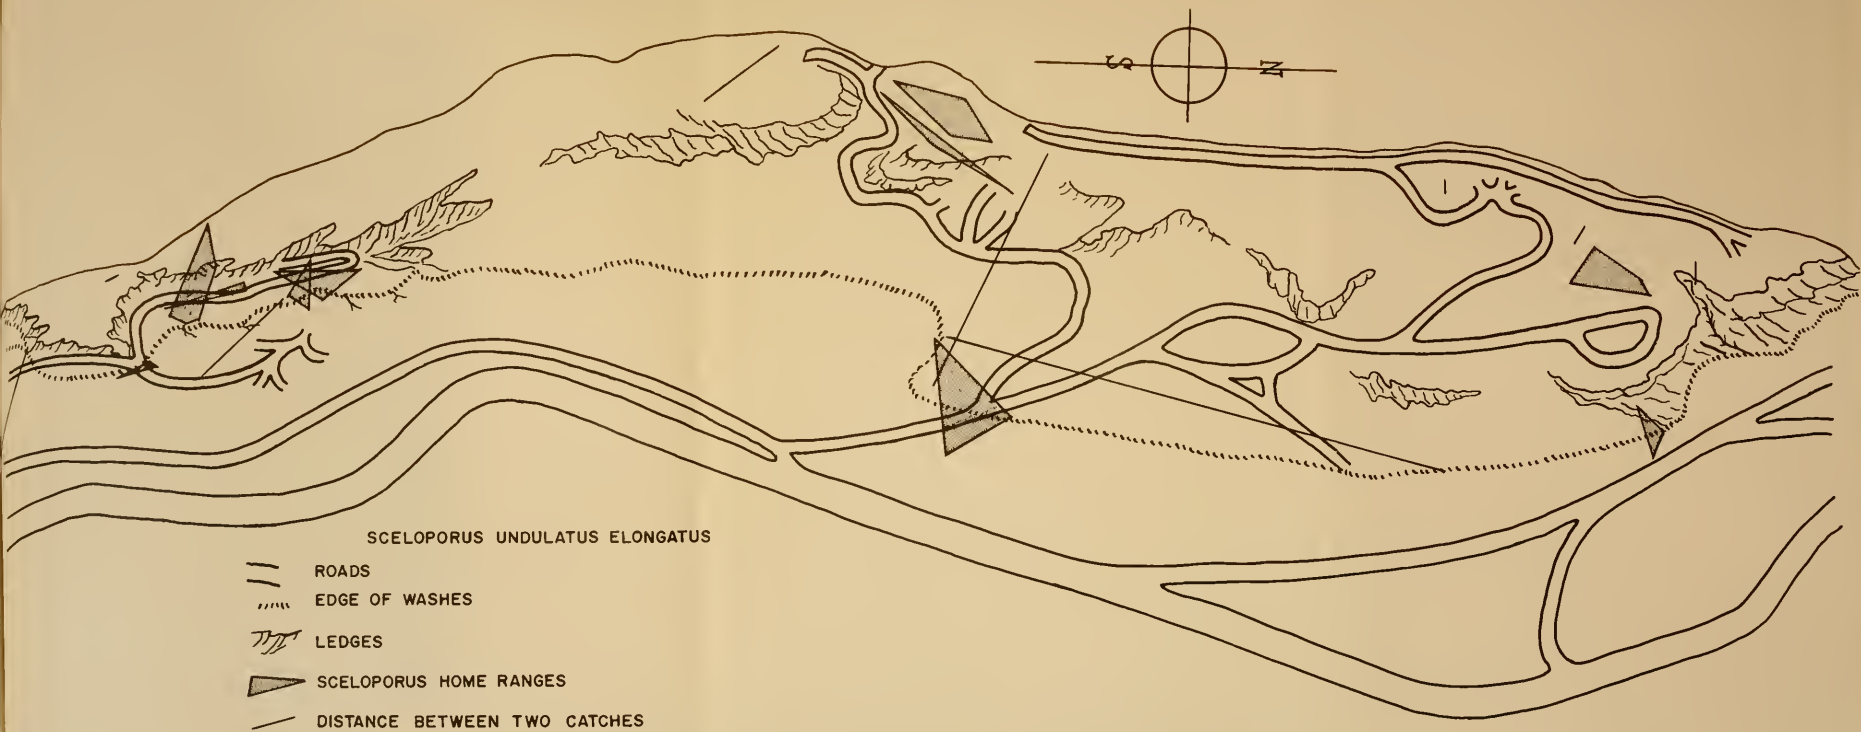 S N
SCELOPORUS UNDULATUS ELONGATUS
ROADS
EDGE OF WASHES
LEDGES
SCELOPORUS HOME RANGES
DISTANCE BETWEEN TWO CATCHES